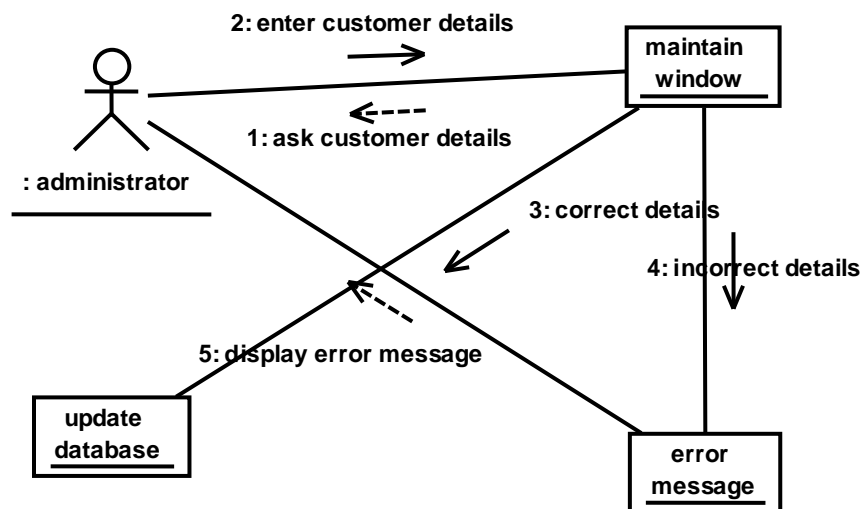 2: enter customer details
maintain
window
1: ask customer details
: administrator
3: correct details
4: incorrect details
5: display error message
update
database
error
message